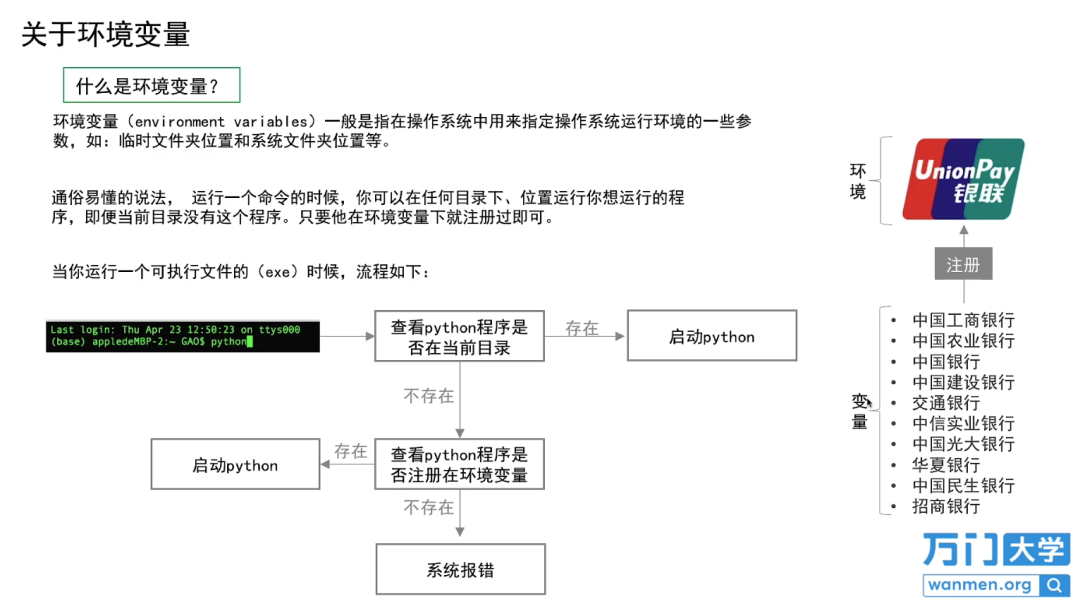 关于环境变量
什么是环境变量？
环境变量（environment variables）一般是指在操作系统中用来指定操作系统运行环境的一些参
数，如：临时文件夹位置和系统文件夹位置等。
通俗易懂的说法， 运行一个命令的时候，你可以在任何目录下、位置运行你想运行的程
序，即便当前目录没有这个程序。只要他在环境变量下就注册过即可。
当你运行一个可执行文件的（exe）时候，流程如下：
Last login: Thu Apr 23 12:50:23 on ttys000
(base) appledeMBP-2:~ GAO$ python
查看python程序是
否在当前目录
存在
启动python
不存在
查看python程序是
否注册在环境变量
存在
启动python
不存在
系统报错
环
境
UnionPay
银联
注册
变
量
• 中国工商银行
• 中国农业银行
• 中国银行
• 中国建设银行
• 交通银行
• 中信实业银行
• 中国光大银行
• 华夏银行
• 中国民生银行
• 招商银行
万门大学
wanmen.org